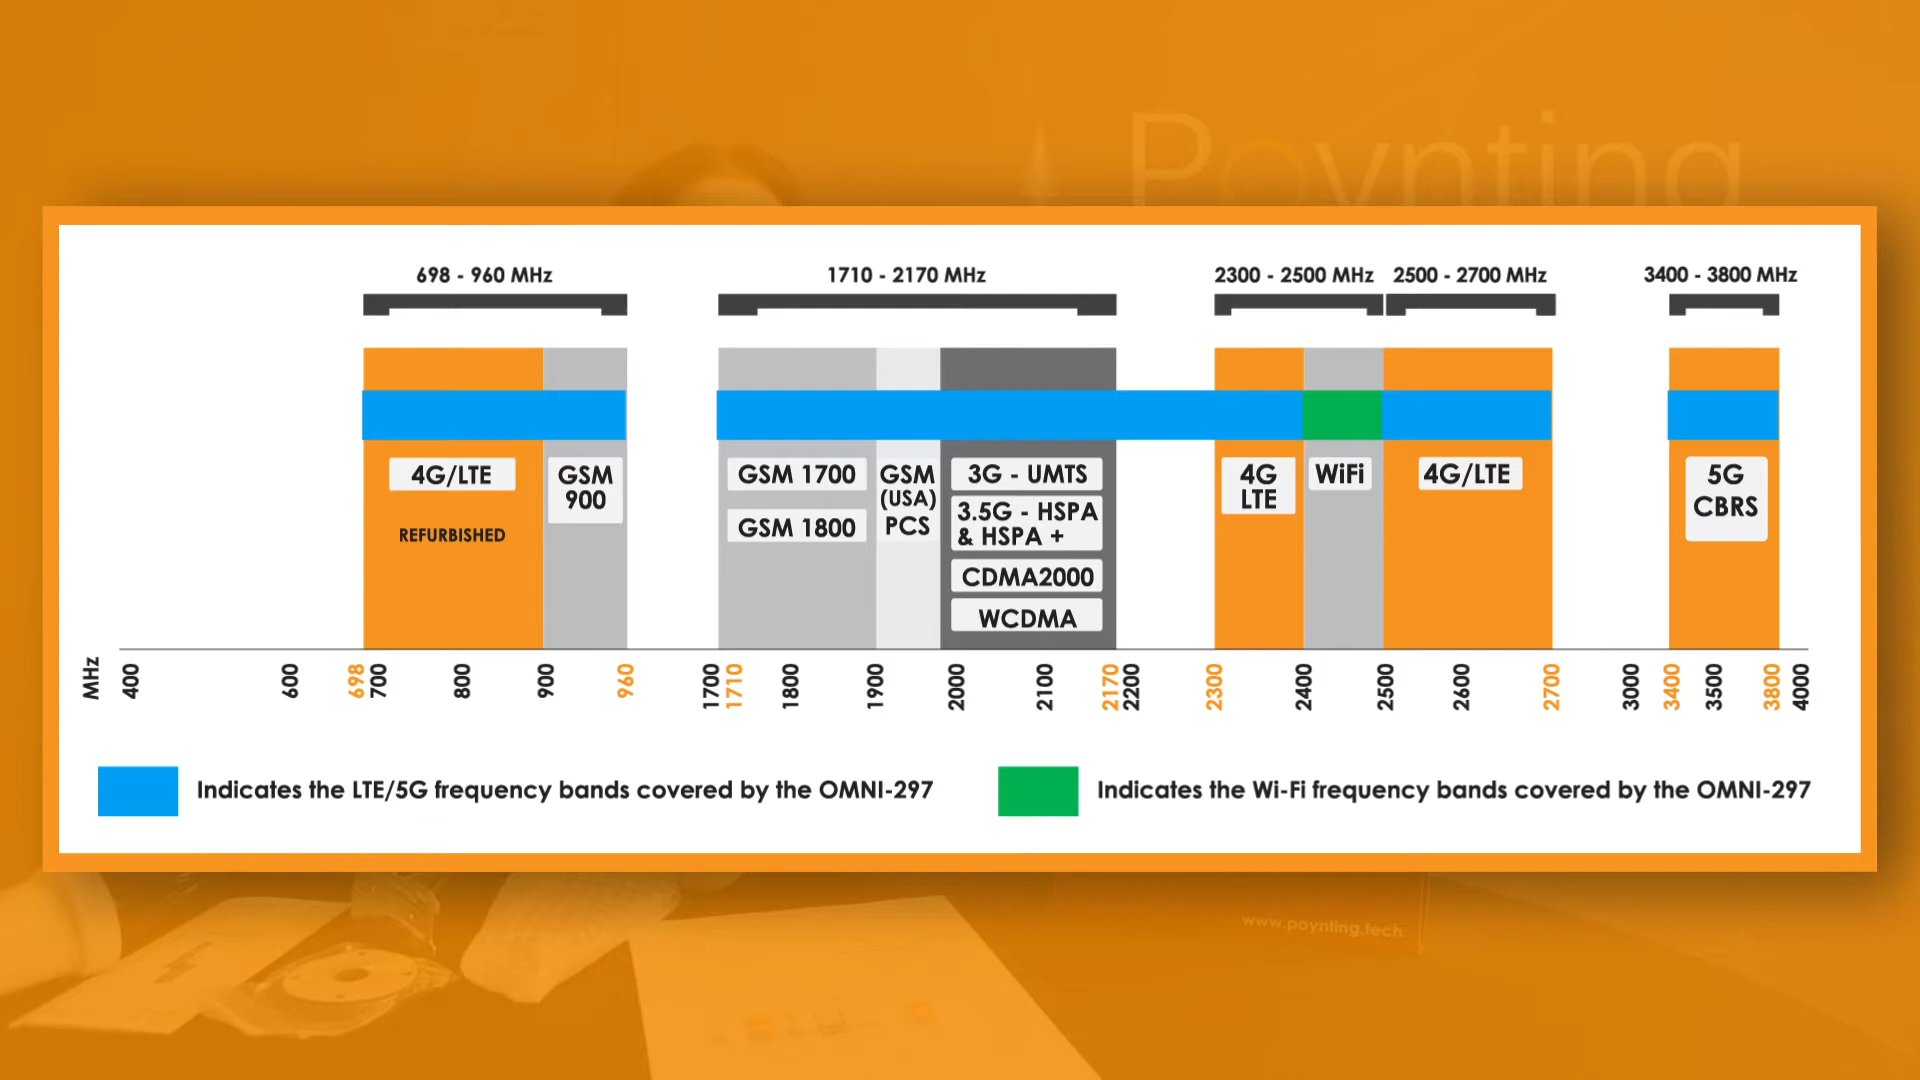 Poynting
698 - 960 MHz
1710 - 2170 MHz
2300 - 2500 MHz
2500 - 2700 MHz
3400 - 3800 MHz
4G/LTE
REFURBISHED
GSM
900
GSM 1700
GSM 1800
GSM
(USA)
PCS
3G - UMTS
3.5G - HSPA
& HSPA +
CDMA2000
WCDMA
4G
LTE
WiFi
4G/LTE
5G
CBRS
MHz
400
600
698
700
800
900
960
1700
1710
1800
1900
2000
2100
2170
2200
2300
2400
2500
2600
2700
3000
3400
3500
3800
4000
Indicates the LTE/5G frequency bands covered by the OMNI-297
Indicates the Wi-Fi frequency bands covered by the OMNI-297
www.poynting.tech